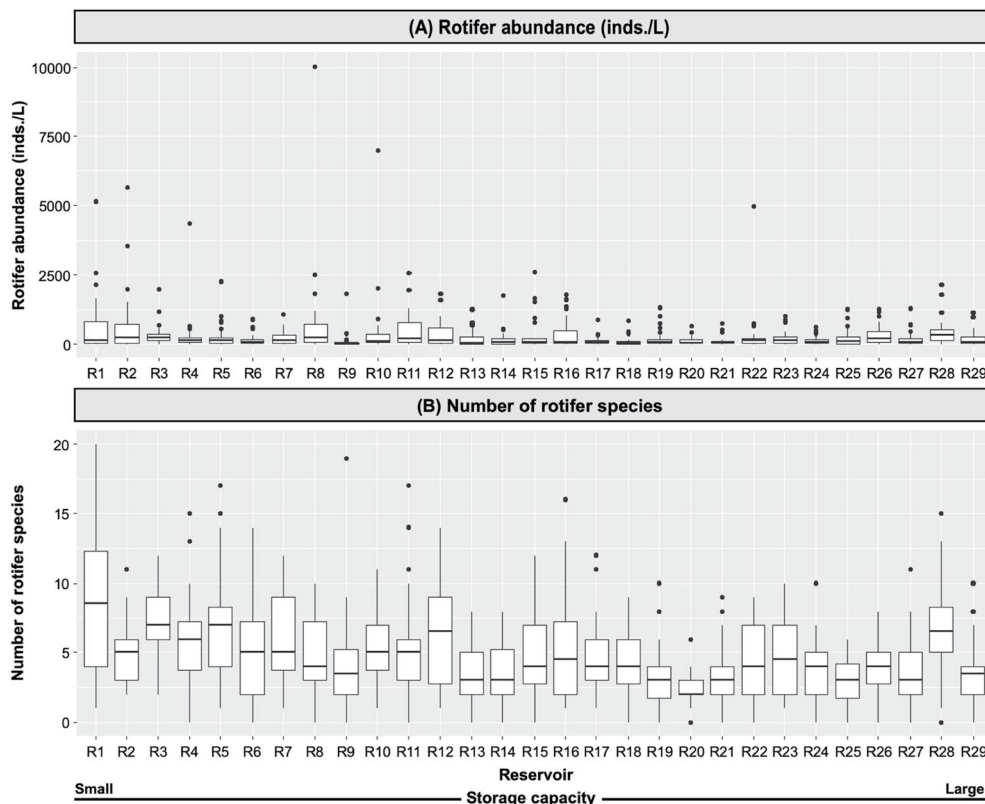 (A) Rotifer abundance (inds./L)
Rotifer abundance (inds./L)
10000
7500
5000
2500
0
R1 R2 R3 R4 R5 R6 R7 R8 R9 R10 R11 R12 R13 R14 R15 R16 R17 R18 R19 R20 R21 R22 R23 R24 R25 R26 R27 R28 R29
(B) Number of rotifer species
Number of rotifer species
20
15
10
5
0
R1 R2 R3 R4 R5 R6 R7 R8 R9 R10 R11 R12 R13 R14 R15 R16 R17 R18 R19 R20 R21 R22 R23 R24 R25 R26 R27 R28 R29
Reservoir
Small Large
Storage capacity